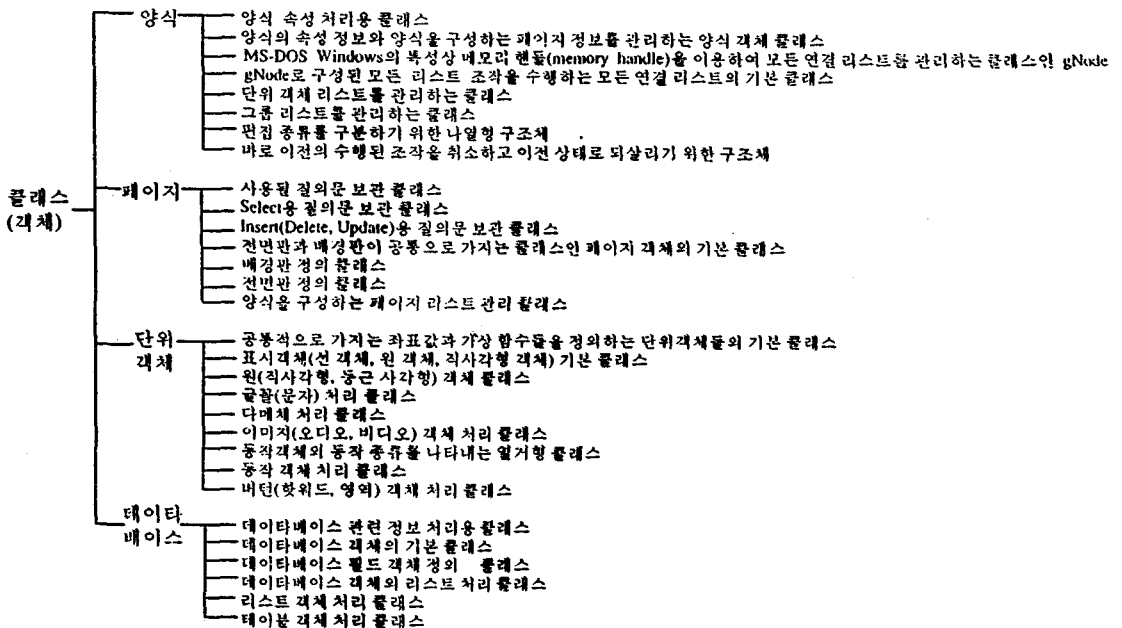 양식
양식 속성 처리용 클래스
양식의 속성 정보와 양식을 구성하는 페이지 정보를 관리하는 양식 객체 클래스
MS-DOS Windows의 특성상 메모리 핸들(memory handle)을 이용하여 모든 연결 리스트를 관리하는 클래스인 gNode
gNode로 구성된 모든 리스트 조작을 수행하는 모든 연결 리스트의 기본 클래스
단위 객체 리스트를 관리하는 클래스
그룹 리스트를 관리하는 클래스
편집 종류를 구분하기 위한 나열형 구조체
바로 이전의 수행된 조작을 취소하고 이전 상태로 되살리기 위한 구조체
클래스
(객체)
페이지
사용될 질의문 보관 클래스
Select용 질의문 보관 클래스
Insert(Delete, Update)용 질의문 보관 클래스
전면판과 배경판이 공통으로 가지는 클래스인 페이지 객체의 기본 클래스
배경판 정의 클래스
전면판 정의 클래스
양식을 구성하는 페이지 리스트 관리 클래스
단위
객체
공통적으로 가지는 좌표값과 가상 함수들을 정의하는 단위객체들의 기본 클래스
표시객체(선 객체, 원 객체, 직사각형 객체) 기본 클래스
원(직사각형, 둥근 사각형) 객체 클래스
글꼴(문자) 처리 클래스
다매체 처리 클래스
이미지(오디오, 비디오) 객체 처리 클래스
동작객체의 동작 종류를 나타내는 열거형 클래스
동작 객체 처리 클래스
버턴(핫워드, 영역) 객체 처리 클래스
데이타
베이스
데이타베이스 관련 정보 처리용 클래스
데이타베이스 객체의 기본 클래스
데이타베이스 필드 객체 정의 클래스
데이타베이스 객체의 리스트 처리 클래스
리스트 객체 처리 클래스
테이블 객체 처리 클래스